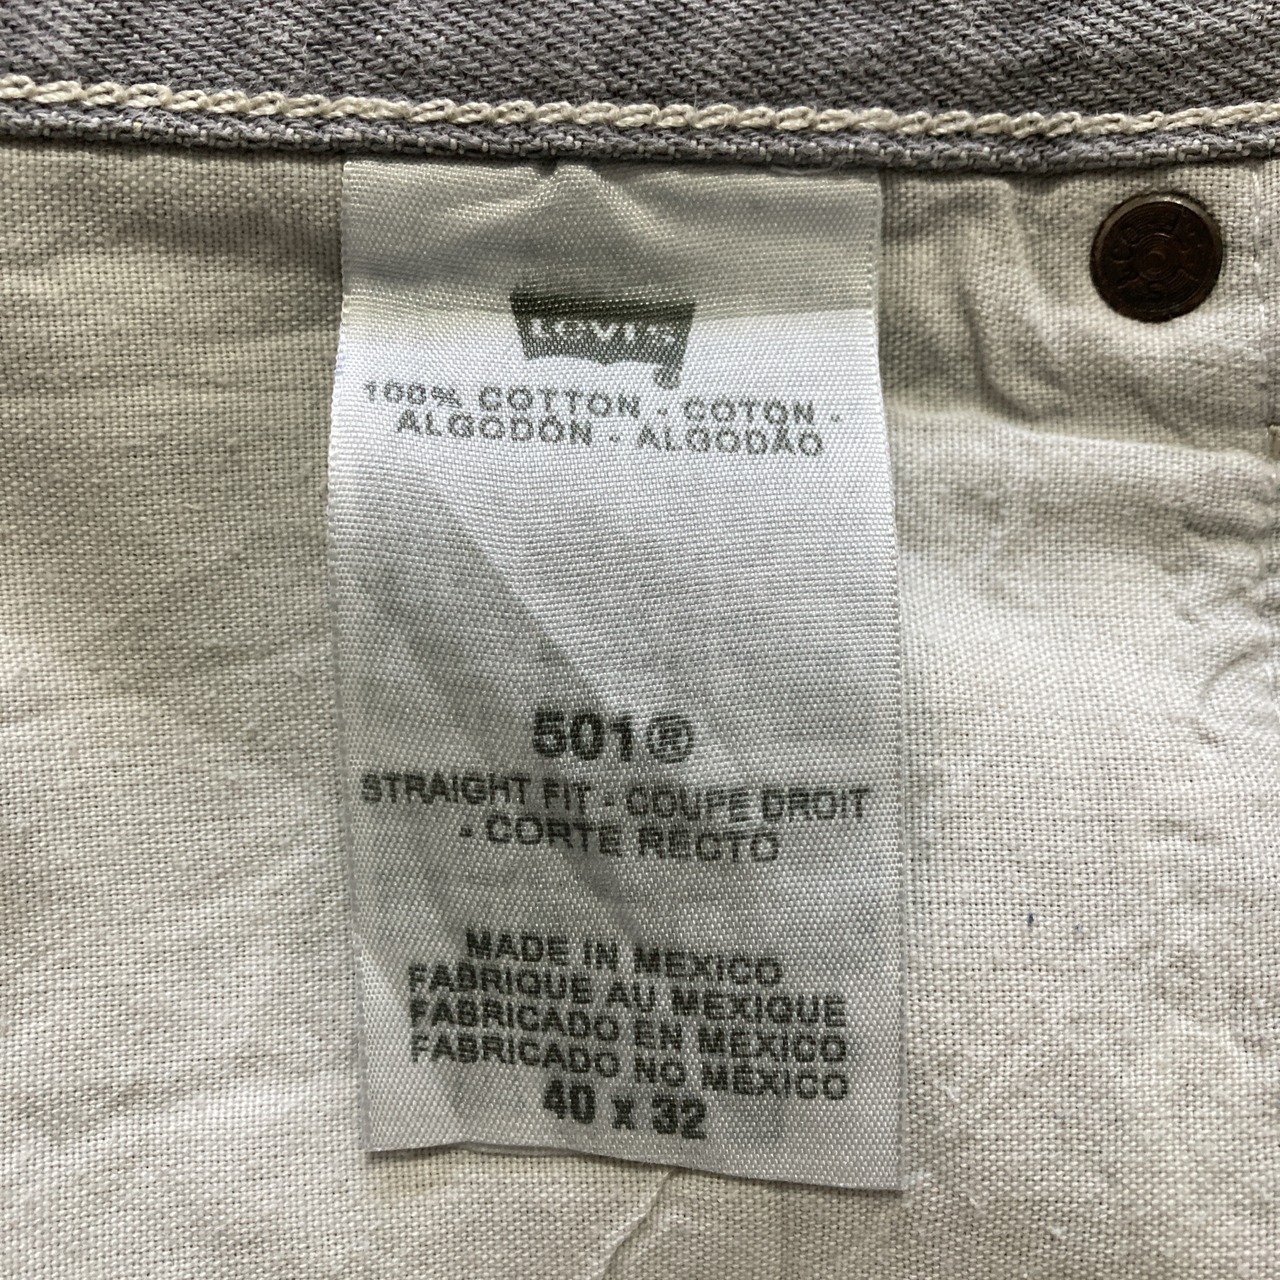 LEVI'S
100% COTTON - COTON -
ALGODÓN - ALGODÃO
501®
STRAIGHT FIT - COUPE DROIT
- CORTE RECTO
MADE IN MEXICO
FABRIQUE AU MEXIQUE
FABRICADO EN MEXICO
FABRICADO NO MÉXICO
40 x 32